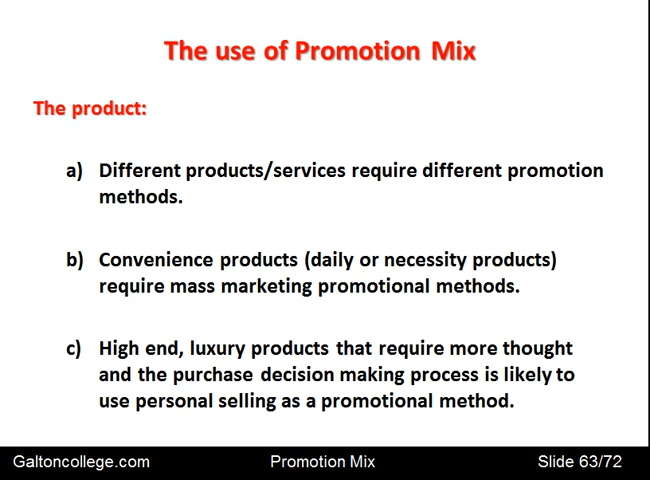 The use of Promotion Mix
The product:
a) Different products/services require different promotion
methods.
b) Convenience products (daily or necessity products)
require mass marketing promotional methods.
c) High end, luxury products that require more thought
and the purchase decision making process is likely to
use personal selling as a promotional method.
Galtoncollege.com Promotion Mix Slide 63/72